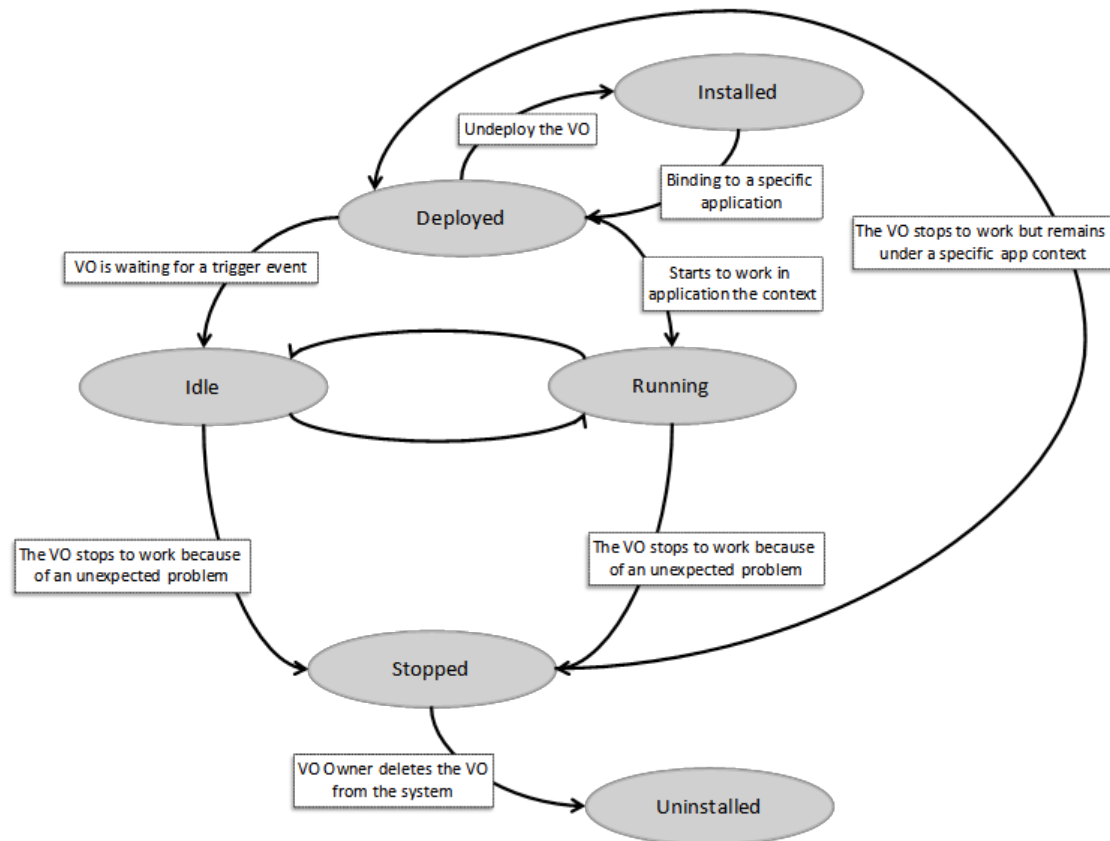 Installed
Undeploy the VO
Binding to a specific
application
Deployed
The VO stops to work but remains
under a specific app context
VO is waiting for a trigger event
Starts to work in
application the context
Idle
Running
The VO stops to work because
of an unexpected problem
The VO stops to work because
of an unexpected problem
Stopped
VO Owner deletes the VO
from the system
Uninstalled